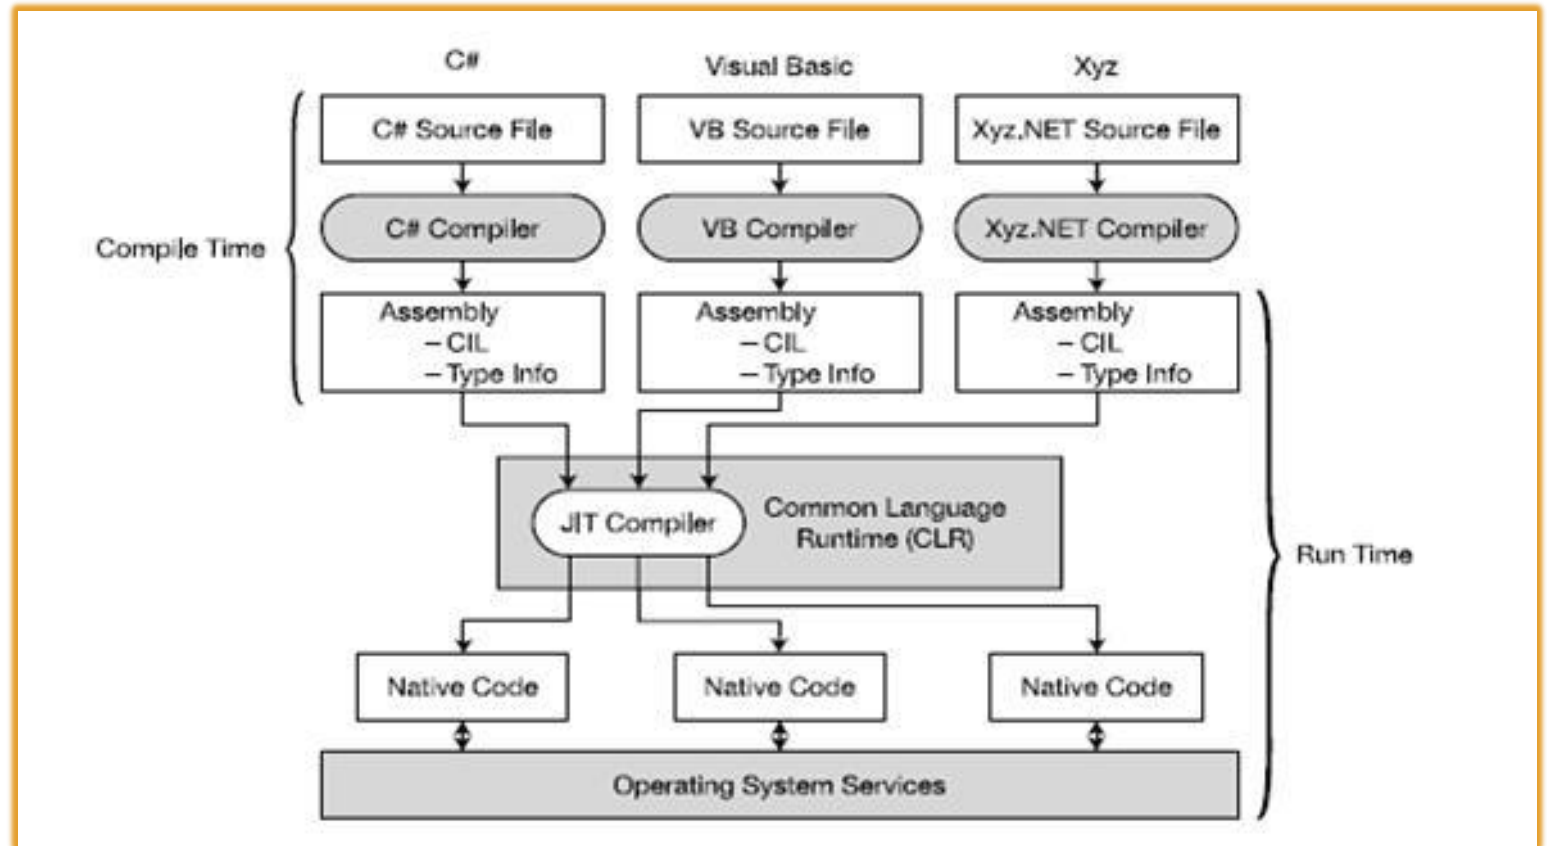 C#
Visual Basic
Xyz
C# Source File
VB Source File
Xyz.NET Source File
C# Compiler
VB Compiler
Xyz.NET Compiler
Compile Time
Assembly
– CIL
– Type Info
Assembly
– CIL
– Type Info
Assembly
– CIL
– Type Info
JIT Compiler
Common Language
Runtime (CLR)
Run Time
Native Code
Native Code
Native Code
Operating System Services